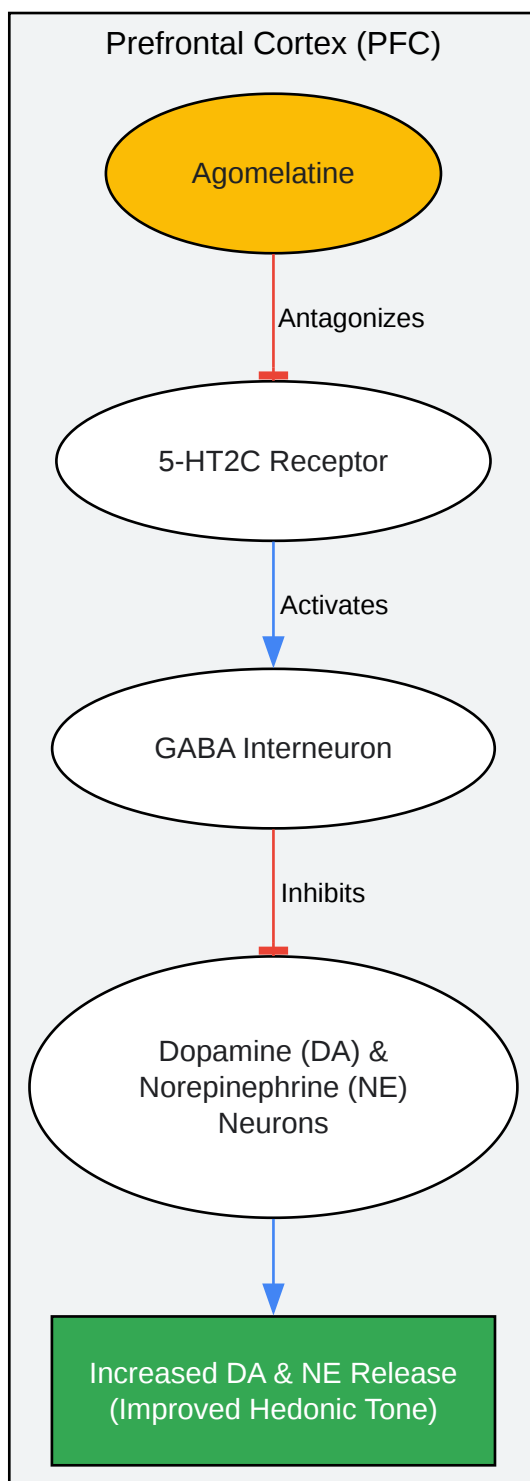 Prefrontal Cortex (PFC)
Agomelatine
Antagonizes
5-HT2C Receptor
Activates
GABA Interneuron
Inhibits
Dopamine (DA) &
Norepinephrine (NE)
Neurons
Increased DA & NE Release
(Improved Hedonic Tone)